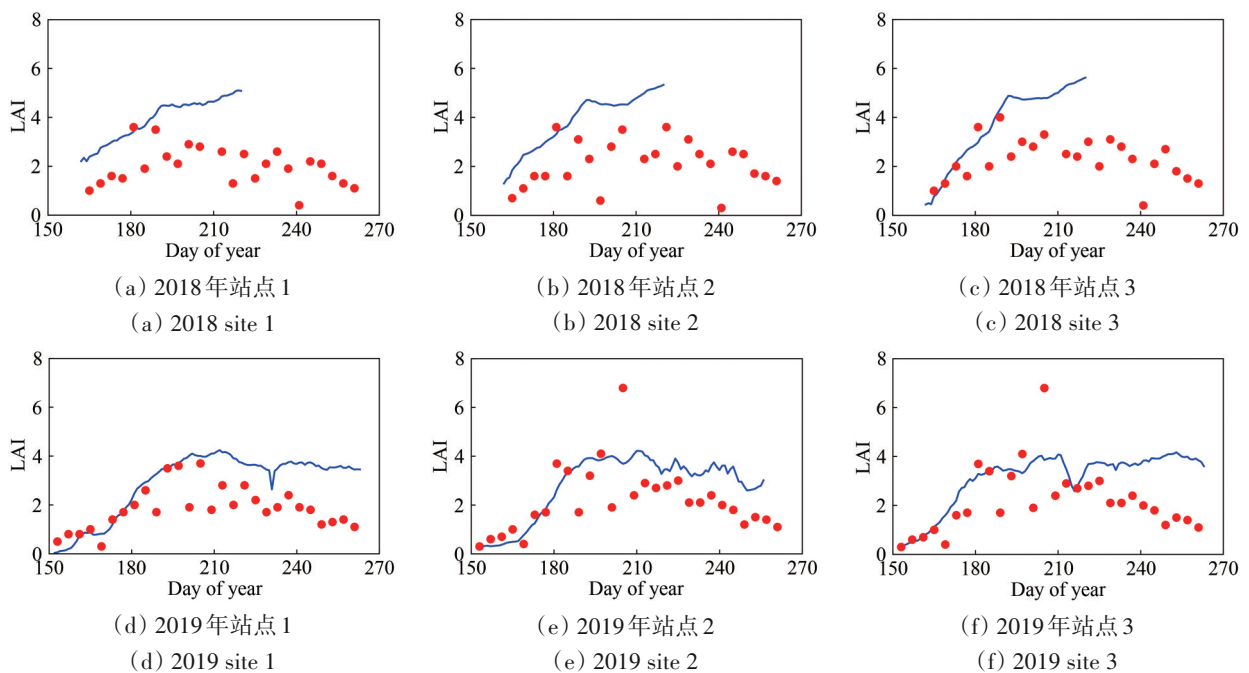 8
6
4
2
0
LAI
150 180 210 240 270
Day of year
(a) 2018年站点1
(a) 2018 site 1
8
6
4
2
0
LAI
150 180 210 240 270
Day of year
(b) 2018年站点2
(b) 2018 site 2
8
6
4
2
0
LAI
150 180 210 240 270
Day of year
(c) 2018年站点3
(c) 2018 site 3
8
6
4
2
0
LAI
150 180 210 240 270
Day of year
(d) 2019年站点1
(d) 2019 site 1
8
6
4
2
0
LAI
150 180 210 240 270
Day of year
(e) 2019年站点2
(e) 2019 site 2
8
6
4
2
0
LAI
150 180 210 240 270
Day of year
(f) 2019年站点3
(f) 2019 site 3